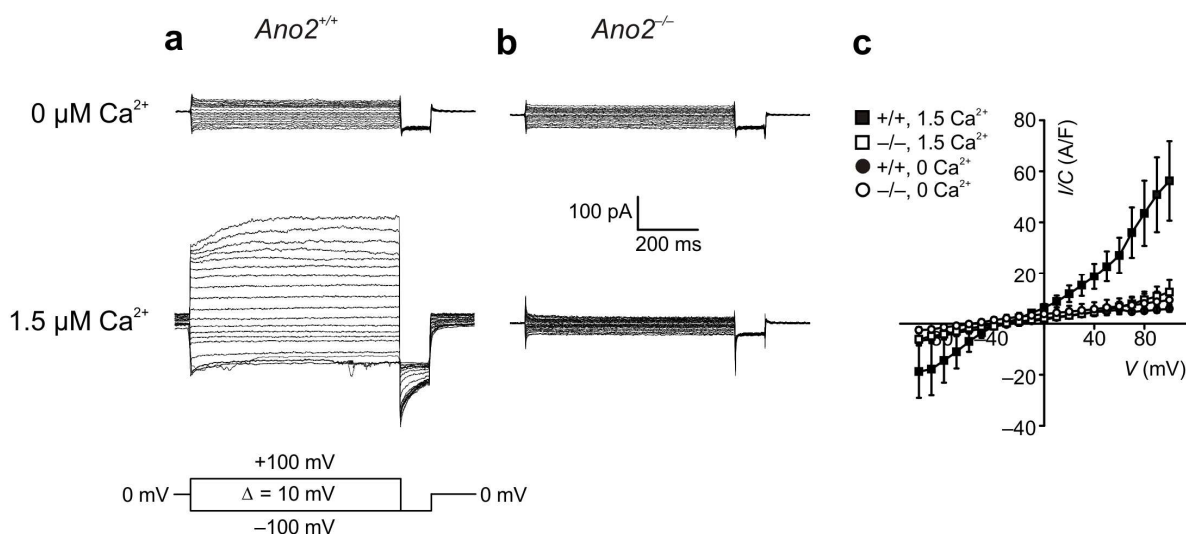 a Ano2+/+ b Ano2–/– c
0 µM Ca2+
+/+, 1.5 Ca2+
–/–, 1.5 Ca2+
+/+, 0 Ca2+
–/–, 0 Ca2+
80
I/C (A/F)
60
40
20
–20
–40
–40
40
80
V (mV)
100 pA
200 ms
1.5 µM Ca2+
+100 mV
0 mV Δ = 10 mV 0 mV
–100 mV